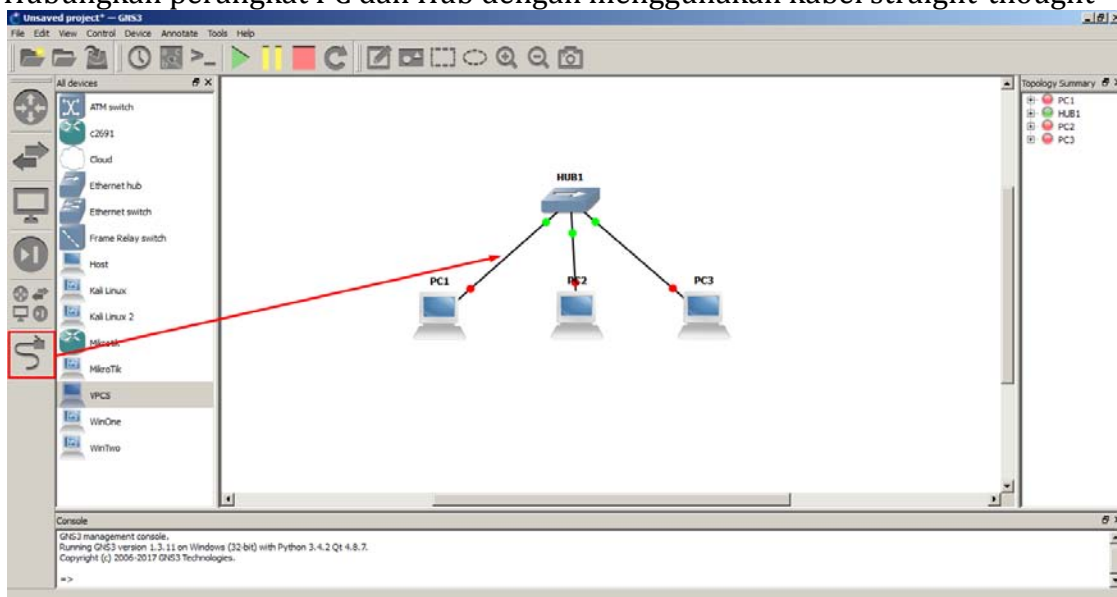 Hubungkan perangkat PC dan Hub dengan menggunakan kabel straight-thought
Unsaved project* — GNS3
File Edit View Control Device Annotate Tools Help
All devices
Topology Summary
ATM switch
c2691
Cloud
Ethernet hub
Ethernet switch
Frame Relay switch
Host
Kali Linux
Kali Linux 2
Mikrotik
MikroTik
VPCS
WinOne
WinTwo
HUB1
PC1
PC2
PC3
PC1
HUB1
PC2
PC3
Console
GNS3 management console.
Running GNS3 version 1.3.11 on Windows (32-bit) with Python 3.4.2 Qt 4.8.7.
Copyright (c) 2006-2017 GNS3 Technologies.
=>